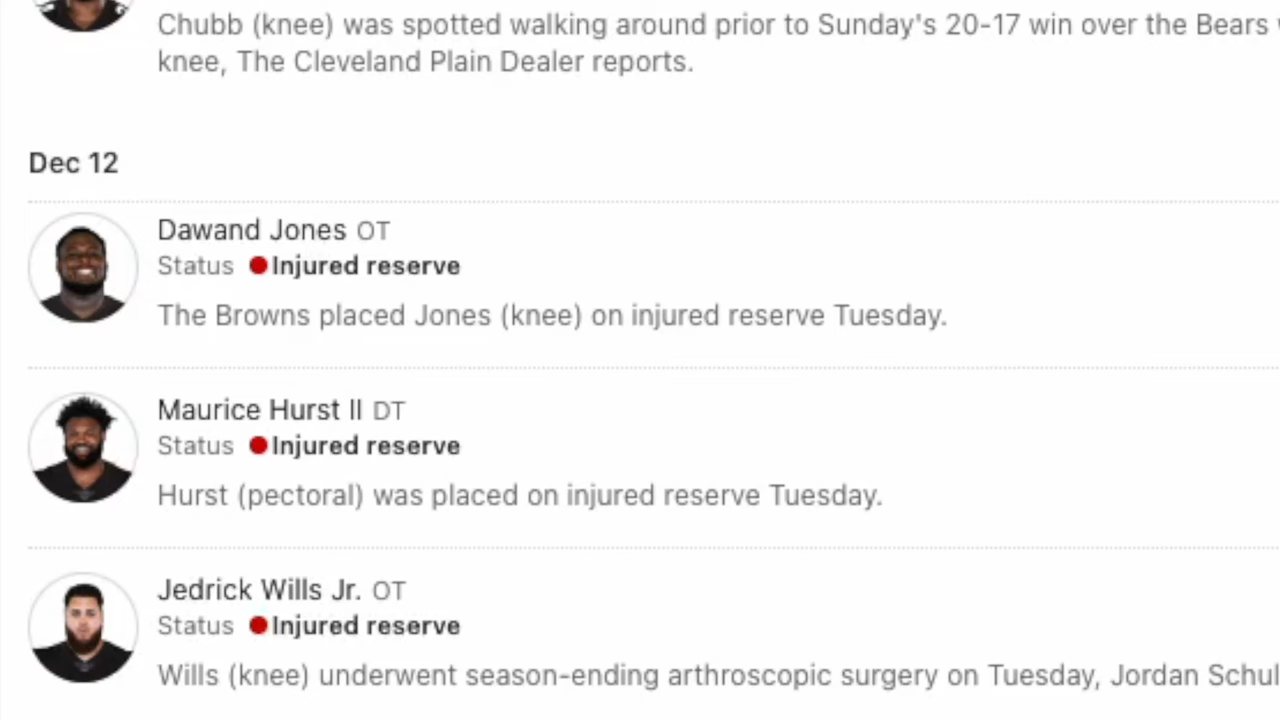 Chubb (knee) was spotted walking around prior to Sunday's 20-17 win over the Bears
knee, The Cleveland Plain Dealer reports.
Dec 12
Dawand Jones OT
Status Injured reserve
The Browns placed Jones (knee) on injured reserve Tuesday.
Maurice Hurst II DT
Status Injured reserve
Hurst (pectoral) was placed on injured reserve Tuesday.
Jedrick Wills Jr. OT
Status Injured reserve
Wills (knee) underwent season-ending arthroscopic surgery on Tuesday, Jordan Schul